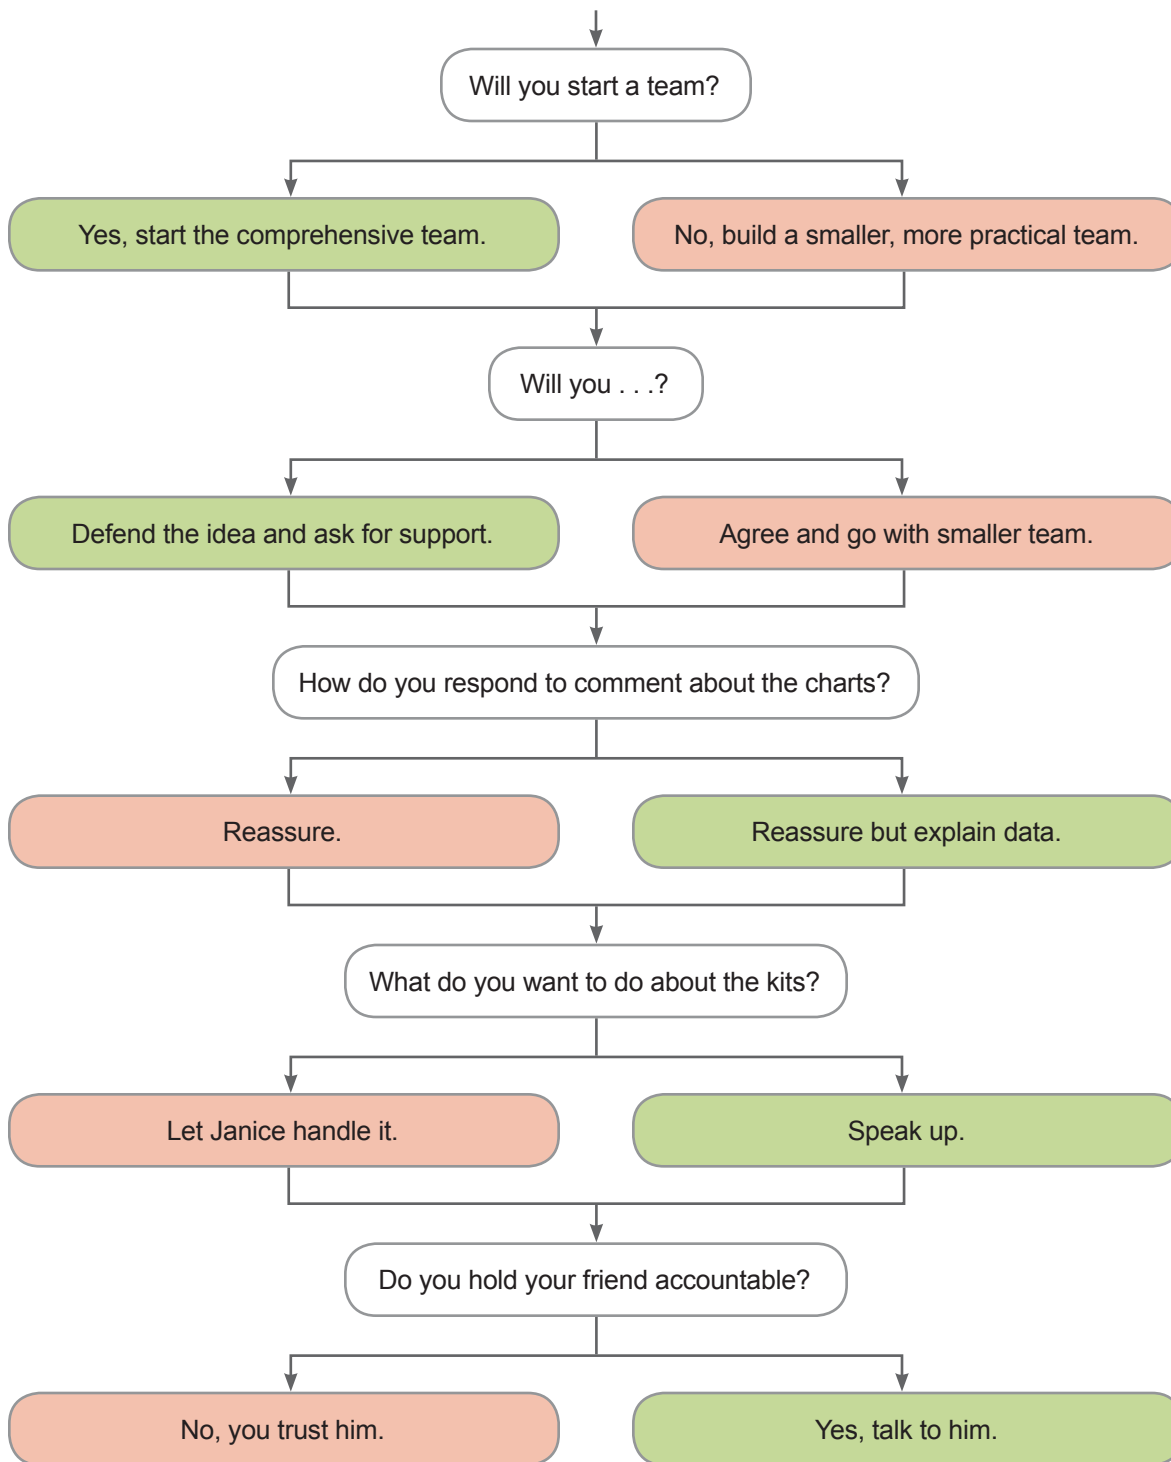 Will you start a team?
Yes, start the comprehensive team.
No, build a smaller, more practical team.
Will you . . .?
Defend the idea and ask for support.
Agree and go with smaller team.
How do you respond to comment about the charts?
Reassure.
Reassure but explain data.
What do you want to do about the kits?
Let Janice handle it.
Speak up.
Do you hold your friend accountable?
No, you trust him.
Yes, talk to him.